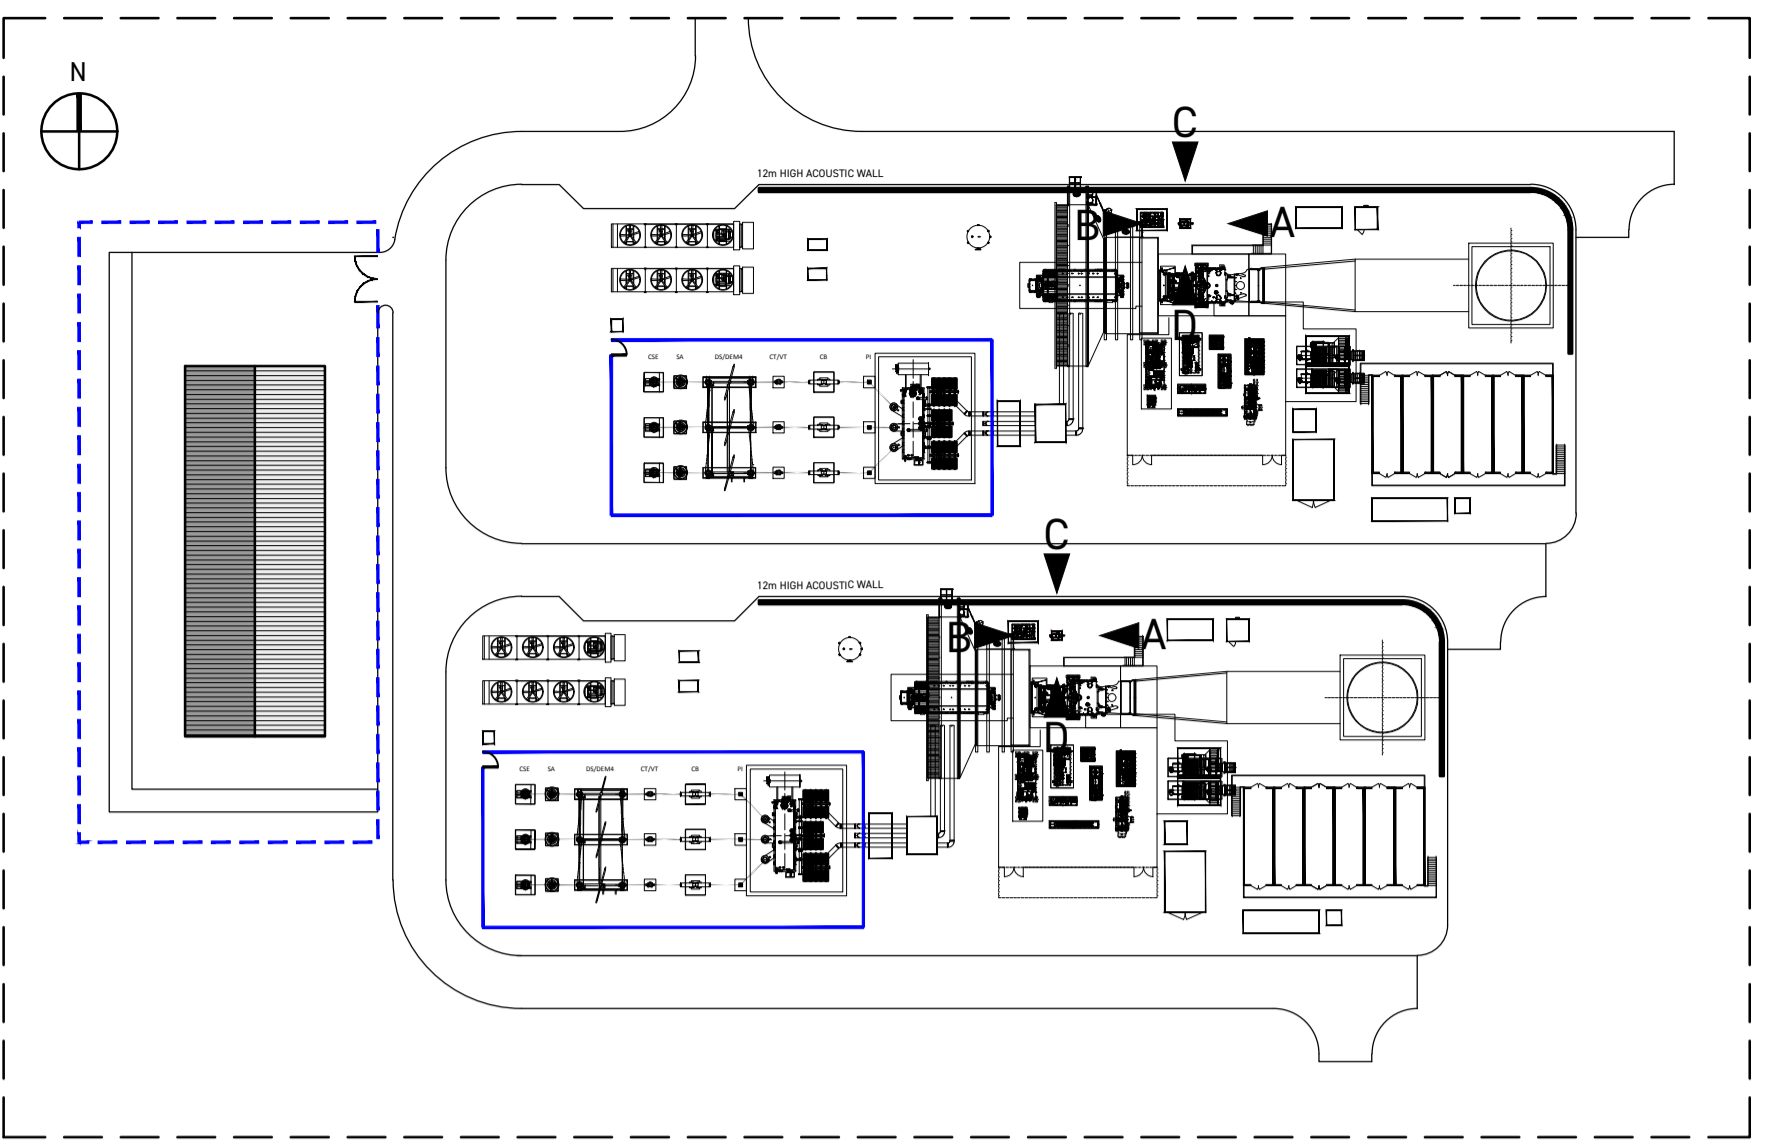 N
C
12m HIGH ACOUSTIC WALL
B
A
D
CSE SA DS/DEM4 CT/VT CB PI
C
12m HIGH ACOUSTIC WALL
B
A
D
CSE SA DS/DEM4 CT/VT CB PI